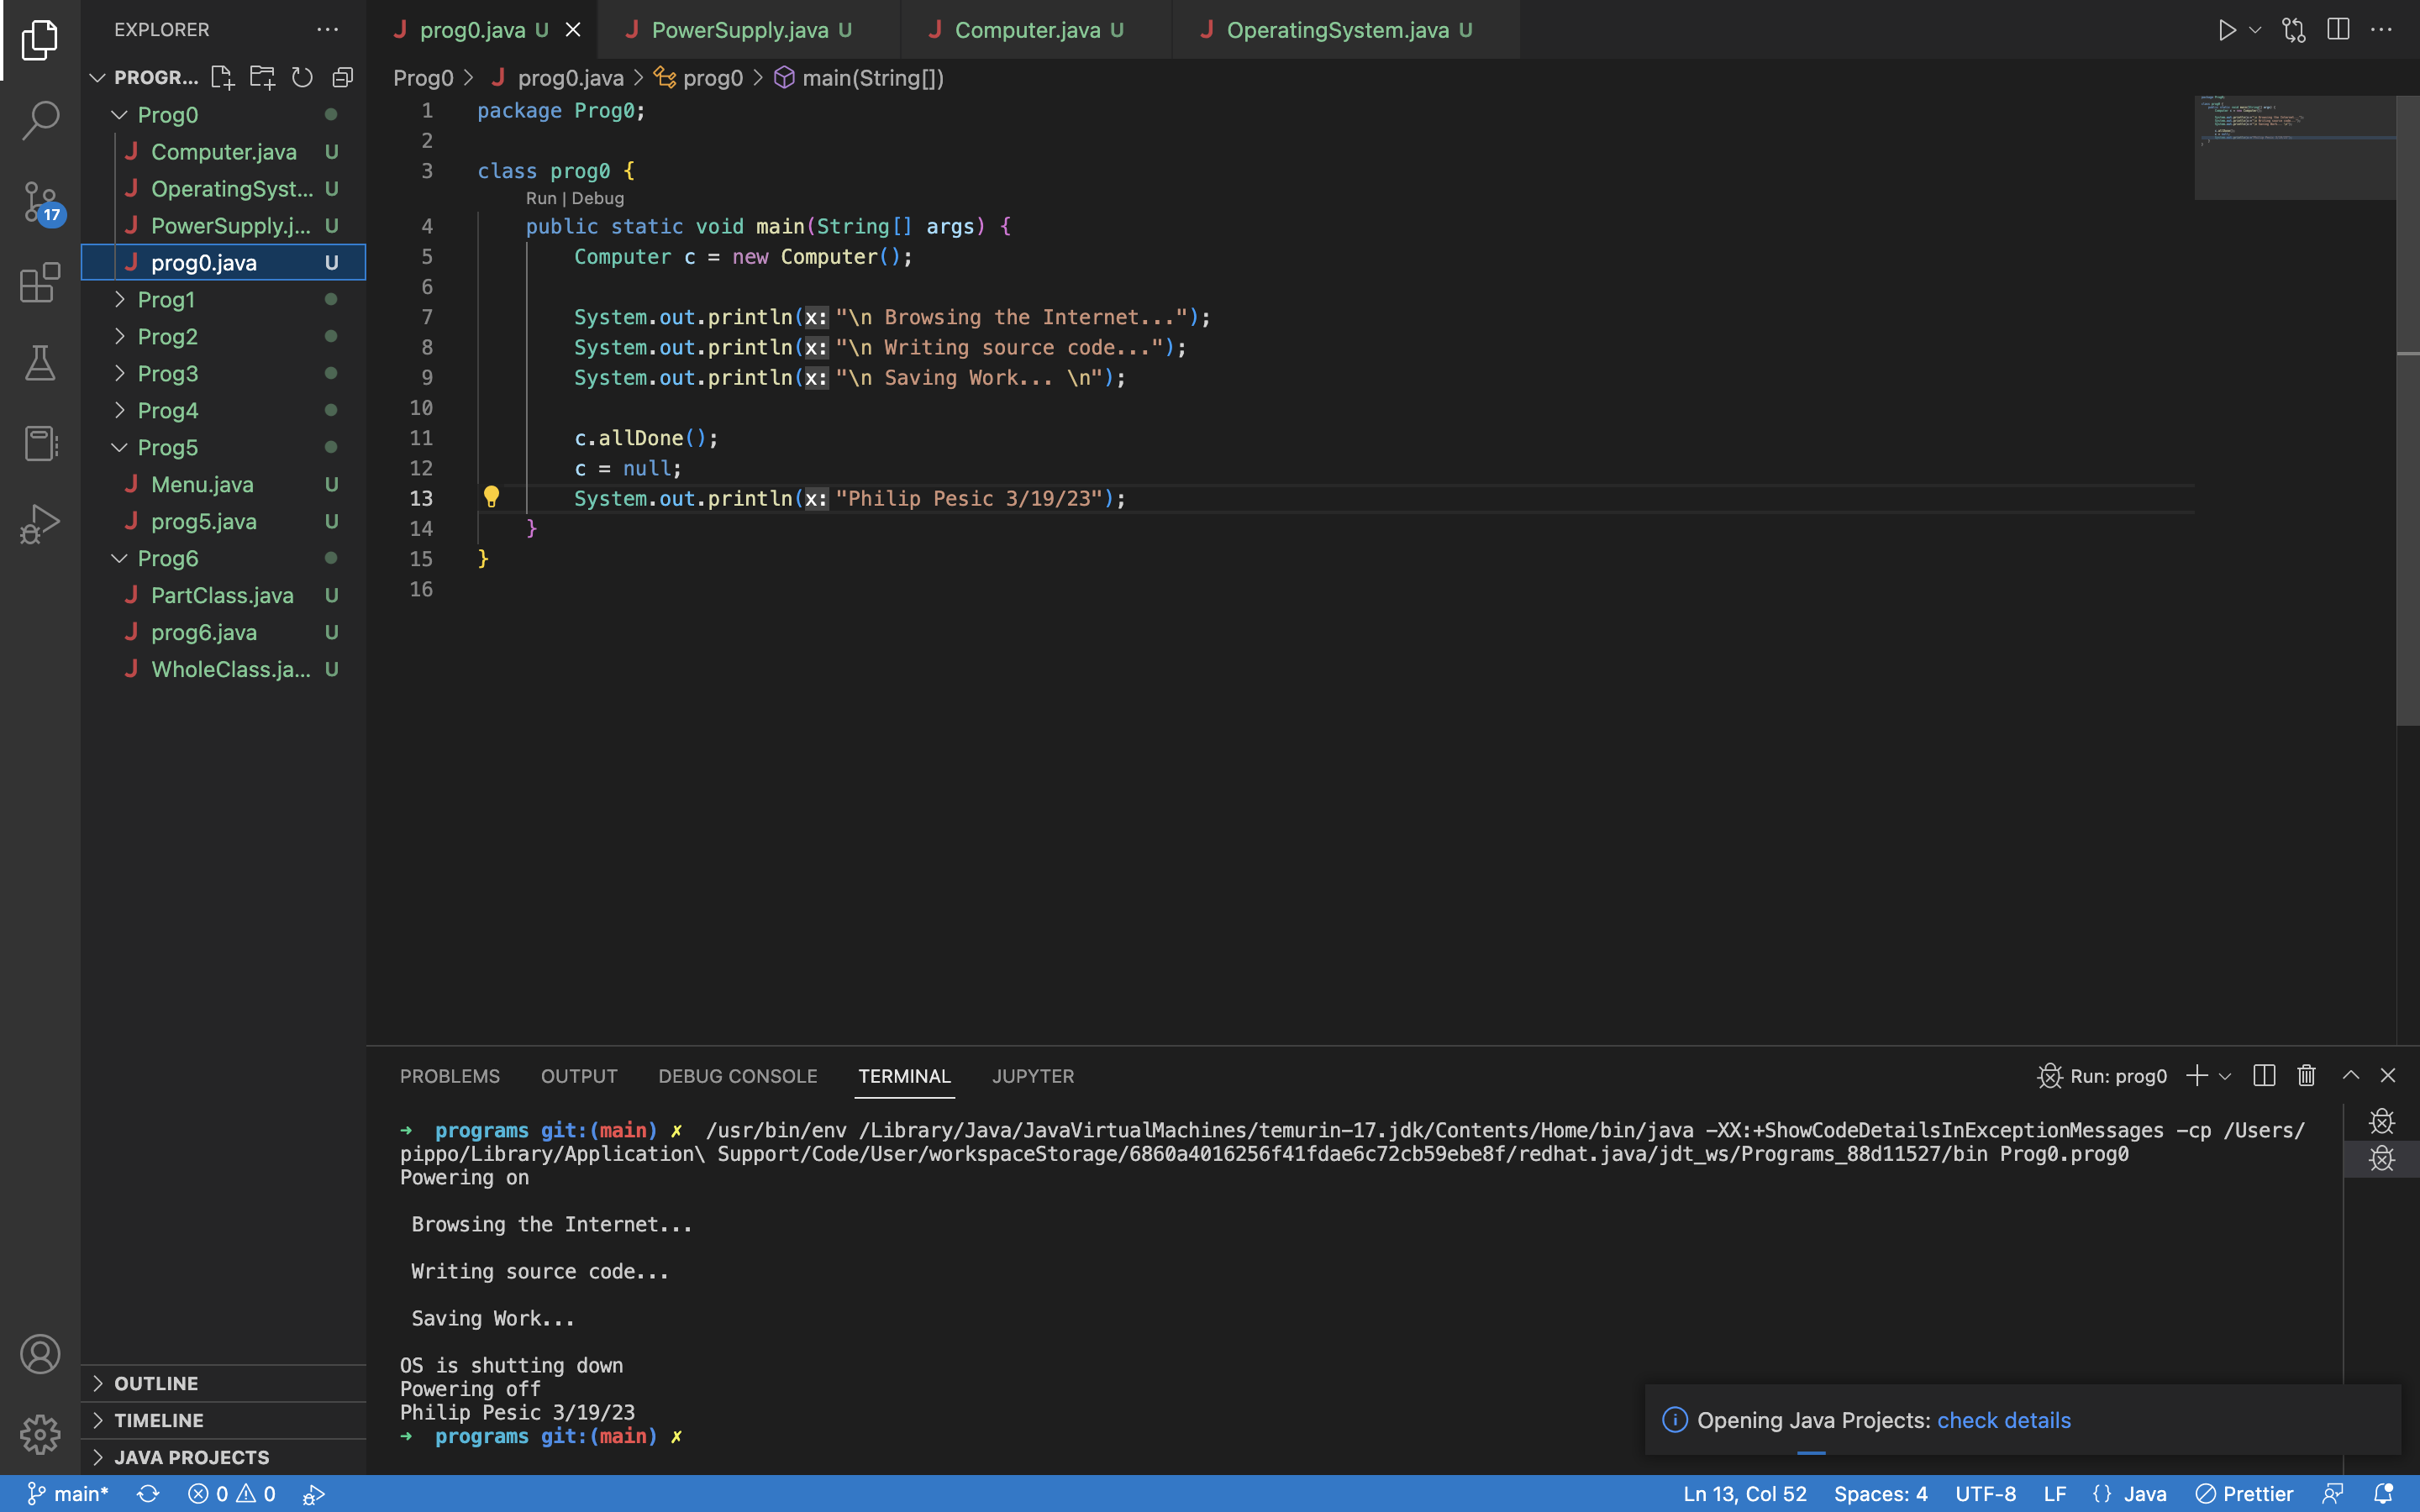 EXPLORER
PROGR...
Prog0
Computer.java U
OperatingSyst... U
PowerSupply.j... U
prog0.java U
Prog1
Prog2
Prog3
Prog4
Prog5
Menu.java U
prog5.java U
Prog6
PartClass.java U
prog6.java U
WholeClass.ja... U
OUTLINE
TIMELINE
JAVA PROJECTS
17
prog0.java U
PowerSupply.java U
Computer.java U
OperatingSystem.java U
Prog0 > prog0.java > prog0 > main(String[])
1 package Prog0;
2
3 class prog0 {
Run | Debug
4 public static void main(String[] args) {
5 Computer c = new Computer();
6
7 System.out.println(x:"\n Browsing the Internet...");
8 System.out.println(x:"\n Writing source code...");
9 System.out.println(x:"\n Saving Work... \n");
10
11 c.allDone();
12 c = null;
13 System.out.println(x:"Philip Pesic 3/19/23");
14 }
15 }
16
PROBLEMS OUTPUT DEBUG CONSOLE TERMINAL JUPYTER
Run: prog0
→ programs git:(main) ✗ /usr/bin/env /Library/Java/JavaVirtualMachines/temurin-17.jdk/Contents/Home/bin/java -XX:+ShowCodeDetailsInExceptionMessages -cp /Users/
pippo/Library/Application\ Support/Code/User/workspaceStorage/6860a4016256f41fdae6c72cb59ebe8f/redhat.java/jdt_ws/Programs_88d11527/bin Prog0.prog0
Powering on
Browsing the Internet...
Writing source code...
Saving Work...
OS is shutting down
Powering off
Philip Pesic 3/19/23
→ programs git:(main) ✗
Opening Java Projects: check details
main* 0 0
Ln 13, Col 52 Spaces: 4 UTF-8 LF {} Java Prettier